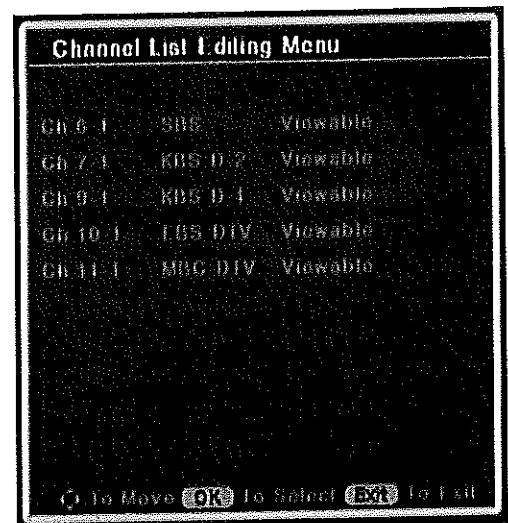 Channel List Editing Menu
Ch 6-1 SBS Viewable
Ch 7-1 KBS D-2 Viewable
Ch 9-1 KBS D-1 Viewable
Ch 10-1 EBS DTV Viewable
Ch 11-1 MBC DTV Viewable
To Move OK To Select EXIT To Exit